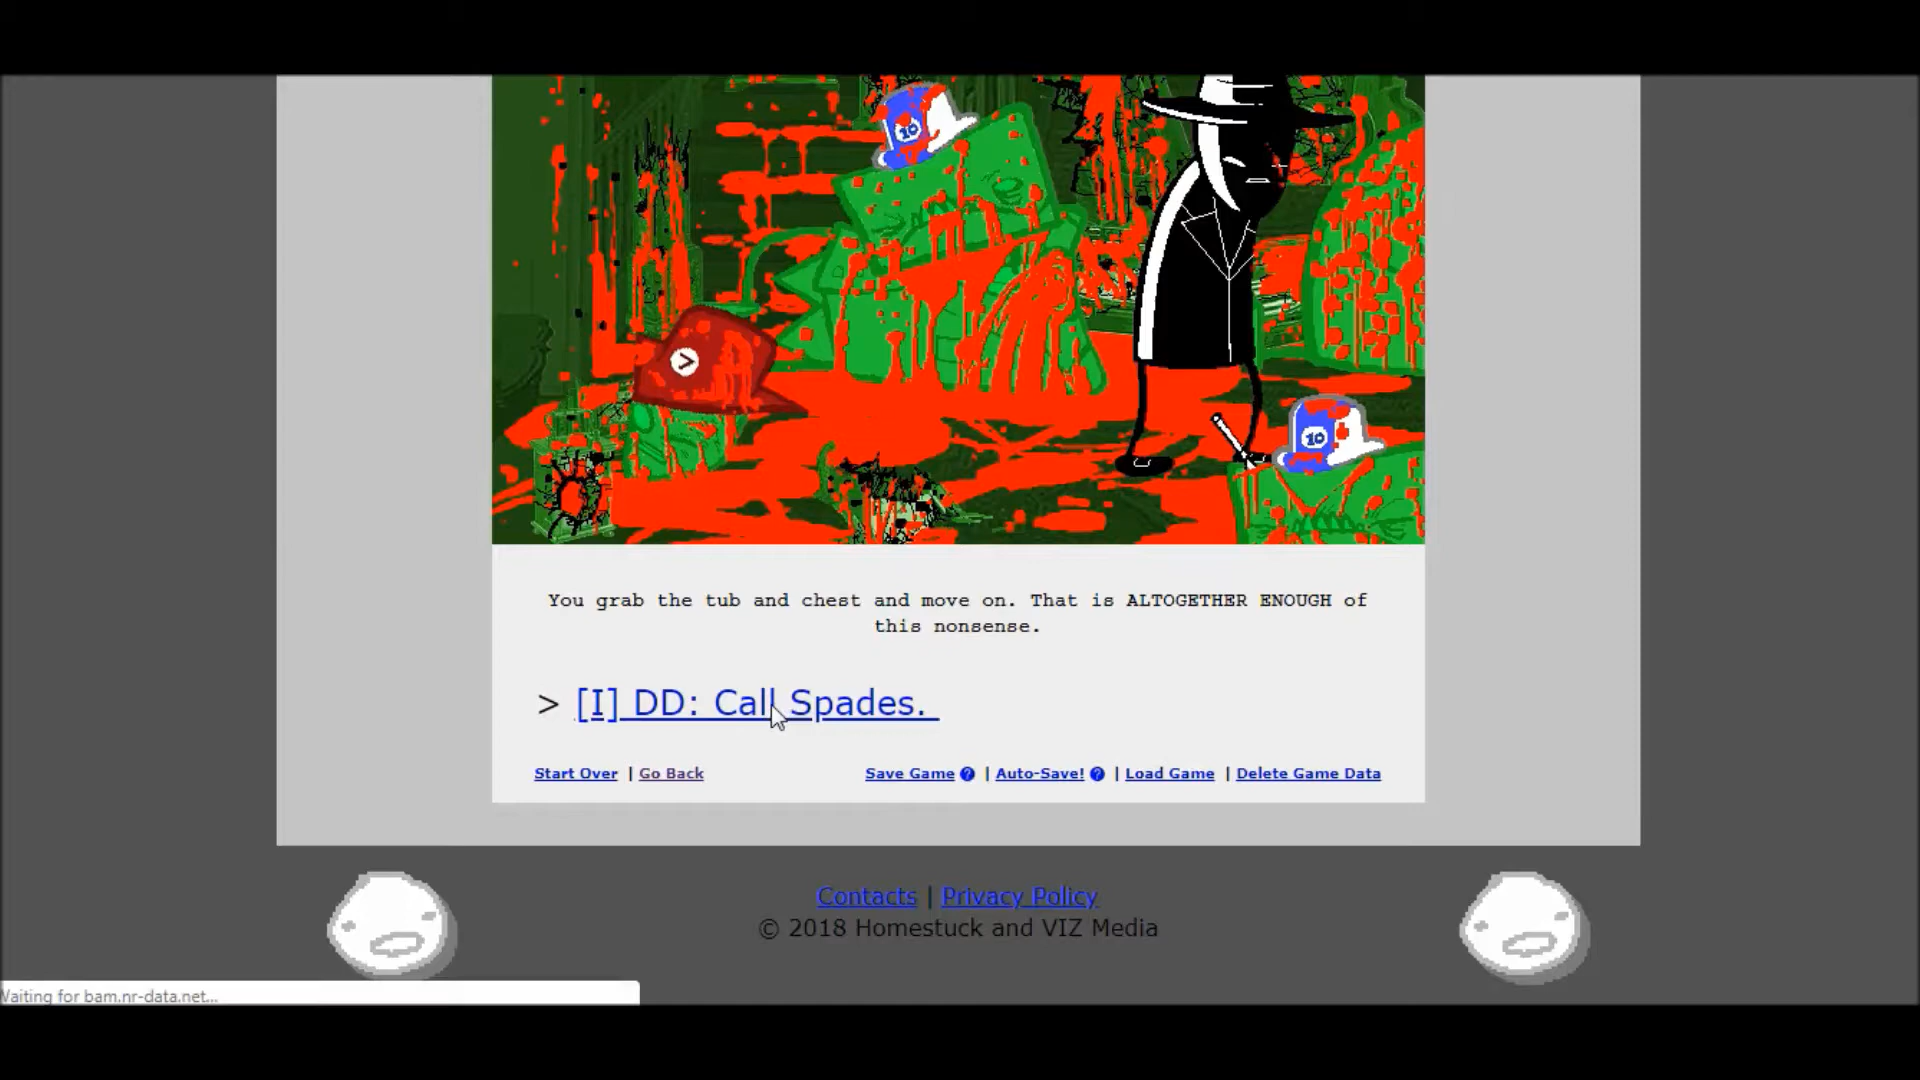 10
>
10
You grab the tub and chest and move on. That is ALTOGETHER ENOUGH of
this nonsense.
> [I] DD: Call Spades.
Start Over | Go Back Save Game ? | Auto-Save! ? | Load Game | Delete Game Data
Contacts | Privacy Policy
© 2018 Homestuck and VIZ Media
Waiting for bam.nr-data.net...